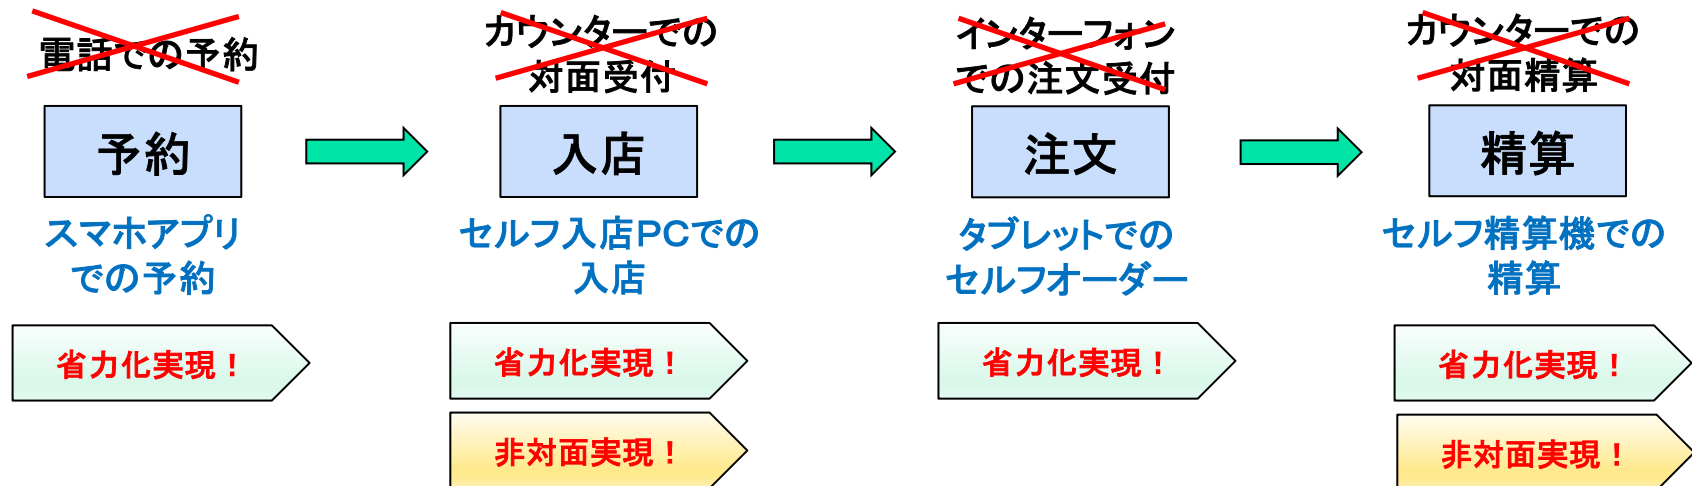 電話での予約
カウンターでの
対面受付
インターフォン
での注文受付
カウンターでの
対面精算
予約
入店
注文
精算
スマホアプリ
での予約
セルフ入店PCでの
入店
タブレットでの
セルフオーダー
セルフ精算機での
精算
省力化実現！
省力化実現！
省力化実現！
省力化実現！
非対面実現！
非対面実現！